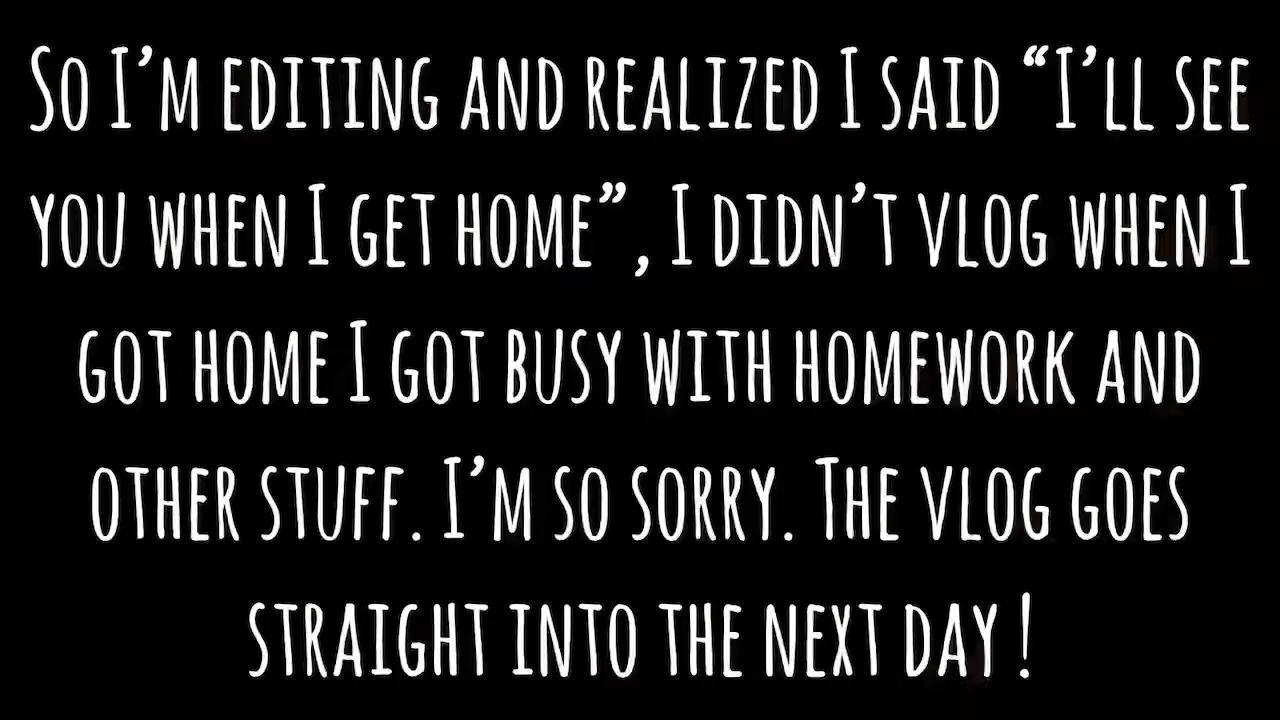 So I’m editing and realized I said “I’ll see
you when I get home”, I didn’t vlog when I
got home I got busy with homework and
other stuff. I’m so sorry. The vlog goes
straight into the next day!